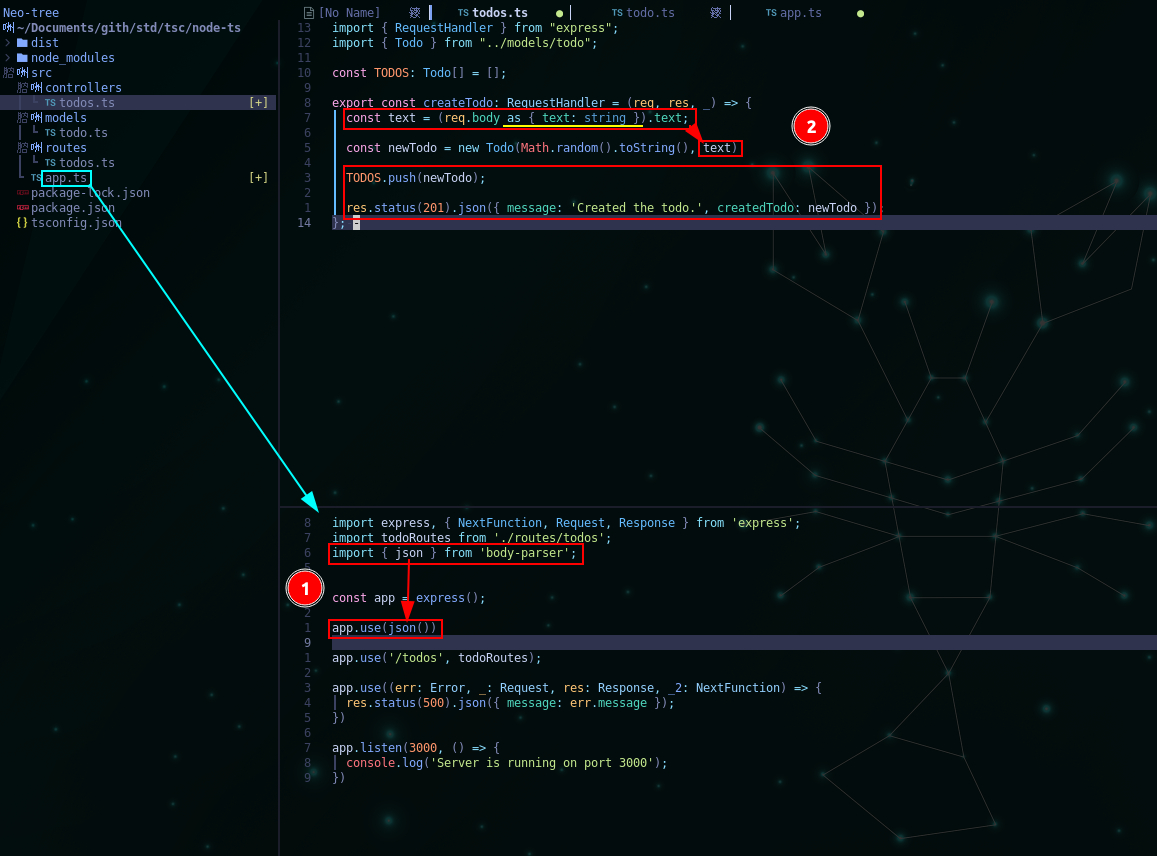 Neo-tree
~/Documents/gith/std/tsc/node-ts
dist
node_modules
src
controllers
TS todos.ts [+]
models
TS todo.ts
routes
TS todos.ts
TS app.ts [+]
package-lock.json
package.json
{} tsconfig.json
[No Name] TS todos.ts TS todo.ts TS app.ts
13 import { RequestHandler } from "express";
12 import { Todo } from "../models/todo";
11
10 const TODOS: Todo[] = [];
9
8 export const createTodo: RequestHandler = (req, res, _) => {
7 const text = (req.body as { text: string }).text;
6
5 const newTodo = new Todo(Math.random().toString(), text)
4
3 TODOS.push(newTodo);
2
1 res.status(201).json({ message: 'Created the todo.', createdTodo: newTodo });
14 };
2
8 import express, { NextFunction, Request, Response } from 'express';
7 import todoRoutes from './routes/todos';
6 import { json } from 'body-parser';
5
1
const app = express();
2
1 app.use(json())
9
1 app.use('/todos', todoRoutes);
2
3 app.use((err: Error, _: Request, res: Response, _2: NextFunction) => {
4 res.status(500).json({ message: err.message });
5 })
6
7 app.listen(3000, () => {
8 console.log('Server is running on port 3000');
9 })